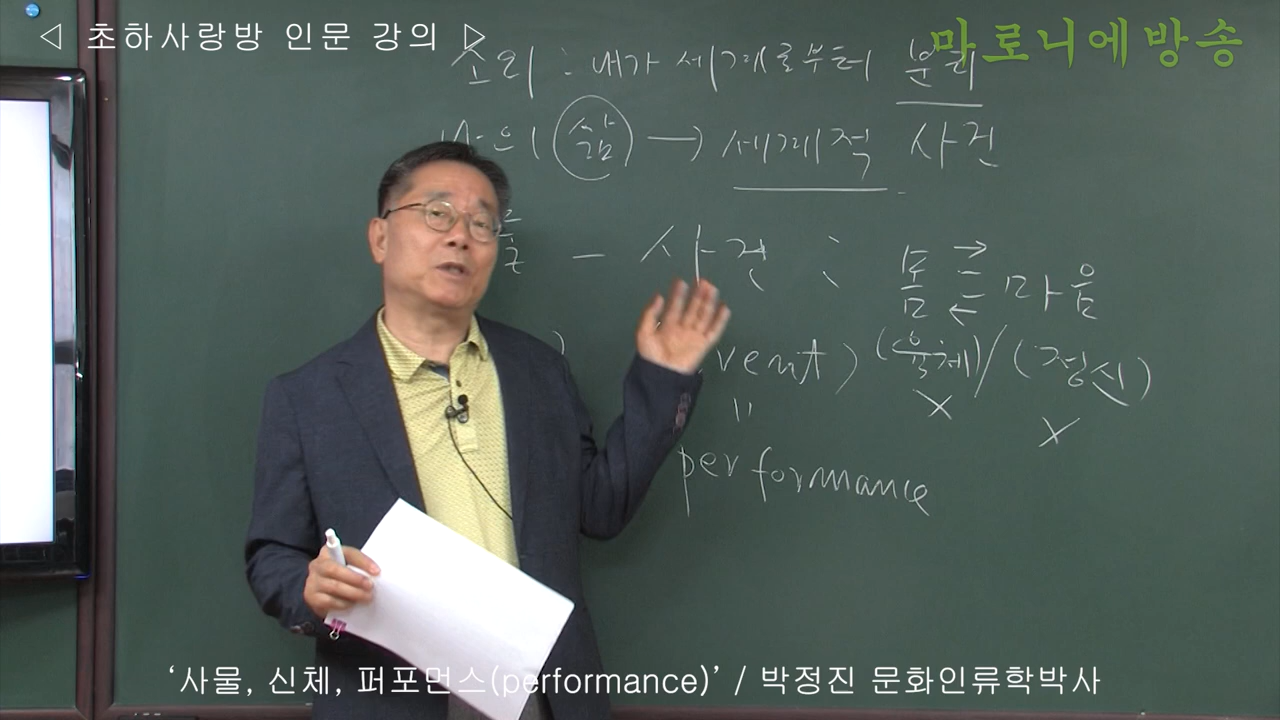 ◁ 초하사랑방 인문 강의 ▷
마로니에방송
소외 : 내가 세계로부터 분리
삶 → 세계적 사건
– 사건 : 몸 마음
(육체)/(정신)
× ×
performance
‘사물, 신체, 퍼포먼스(performance)’ / 박정진 문화인류학박사